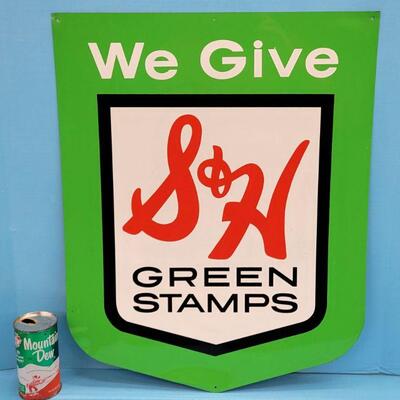 We Give
S&H
GREEN
STAMPS
Mountain
Dew